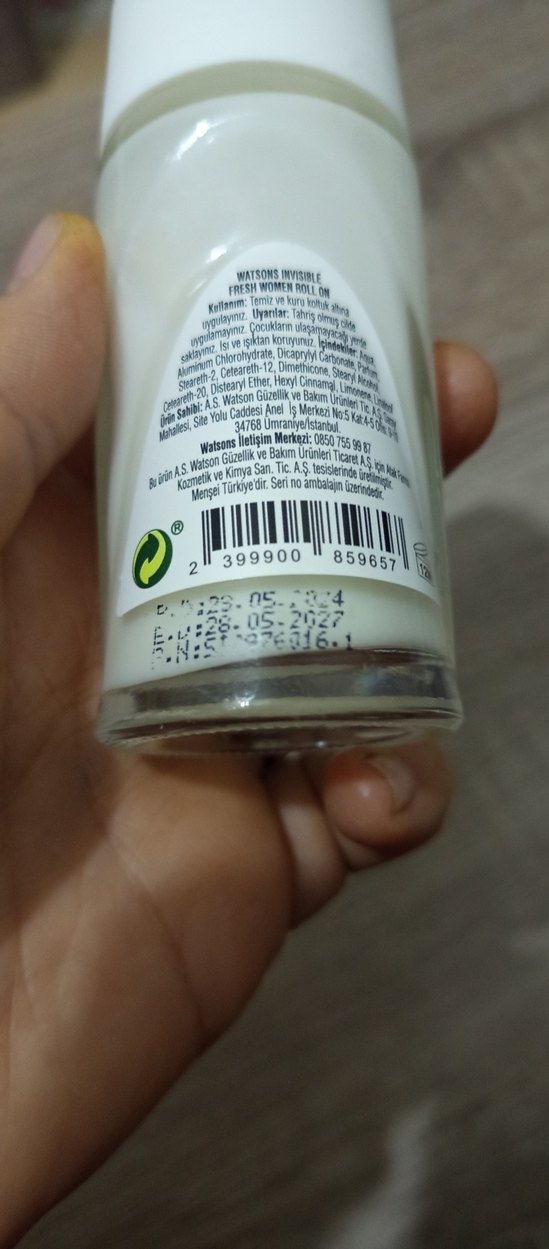 WATSONS INVISIBLE
FRESH WOMEN ROLL ON
Kullanım: Temiz ve kuru koltuk altına
uygulayınız. Uyarılar: Tahriş olmuş cilde
uygulamayınız. Çocukların ulaşamayacağı yerde
saklayınız. Isı ve ışıktan koruyunuz. İçindekiler: Aqua,
Aluminum Chlorohydrate, Dicaprylyl Carbonate, Parfum,
Steareth-2, Ceteareth-12, Dimethicone, Stearyl Alcohol,
Ceteareth-20, Distearyl Ether, Hexyl Cinnamal, Limonene, Linalool
Ürün Sahibi: A.S. Watson Güzellik ve Bakım Ürünleri Tic. A.Ş.
Mahallesi, Site Yolu Caddesi Anel İş Merkezi No:5 Kat:4-5
34768 Ümraniye/İstanbul.
Watsons İletişim Merkezi: 0850 755 99 87
Bu ürün A.S. Watson Güzellik ve Bakım Ürünleri Ticaret A.Ş. için
Kozmetik ve Kimya San. Tic. A.Ş. tesislerinde üretilmiştir.
Menşei Türkiye'dir. Seri no ambalajın üzerindedir.
®
2 399900 859657
12M
.05.2024
.05.2027